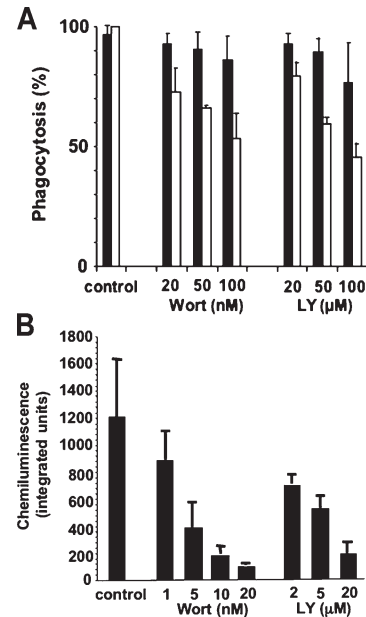 A
Phagocytosis (%)
100
50
0
control 20 50 100 20 50 100
Wort (nM) LY (μM)
B
Chemiluminescence
(integrated units)
1800
1600
1400
1200
1000
800
600
400
200
0
control 1 5 10 20 2 5 20
Wort (nM) LY (μM)